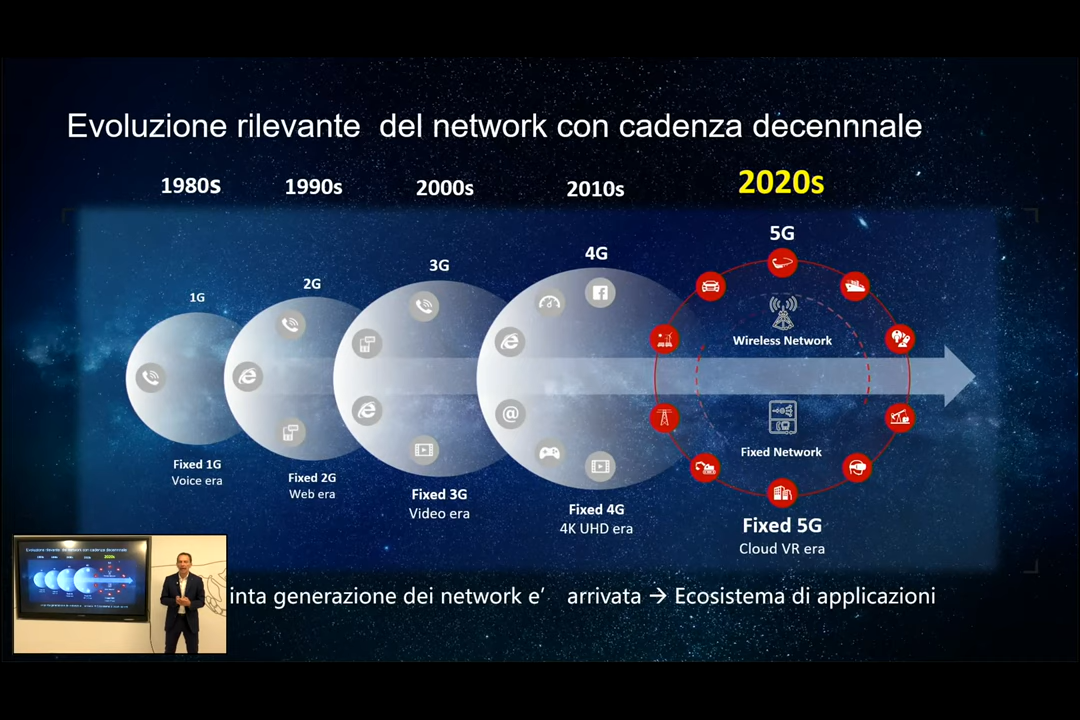 Evoluzione rilevante del network con cadenza decennnale
1980s 1990s 2000s 2010s 2020s
1G 2G 3G 4G 5G
Wireless Network
Fixed Network
Fixed 1G
Voice era
Fixed 2G
Web era
Fixed 3G
Video era
Fixed 4G
4K UHD era
Fixed 5G
Cloud VR era
inta generazione dei network e' arrivata → Ecosistema di applicazioni